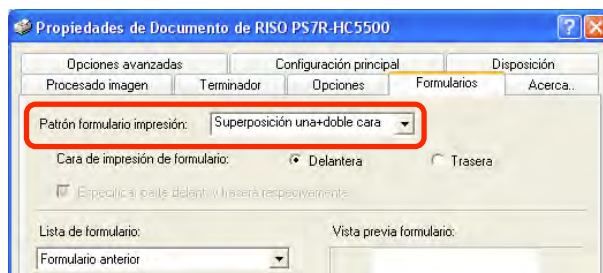 Propiedades de Documento de RISO PS7R-HC5500
Opciones avanzadas Configuración principal Disposición
Procesado imagen Terminador Opciones Formularios Acerca..
Patrón formulario impresión: Superposición una+doble cara
Cara de impresión de formulario: Delantera Trasera
Especificar parte delant. y trasera respectivamente
Lista de formulario: Vista previa formulario:
Formulario anterior